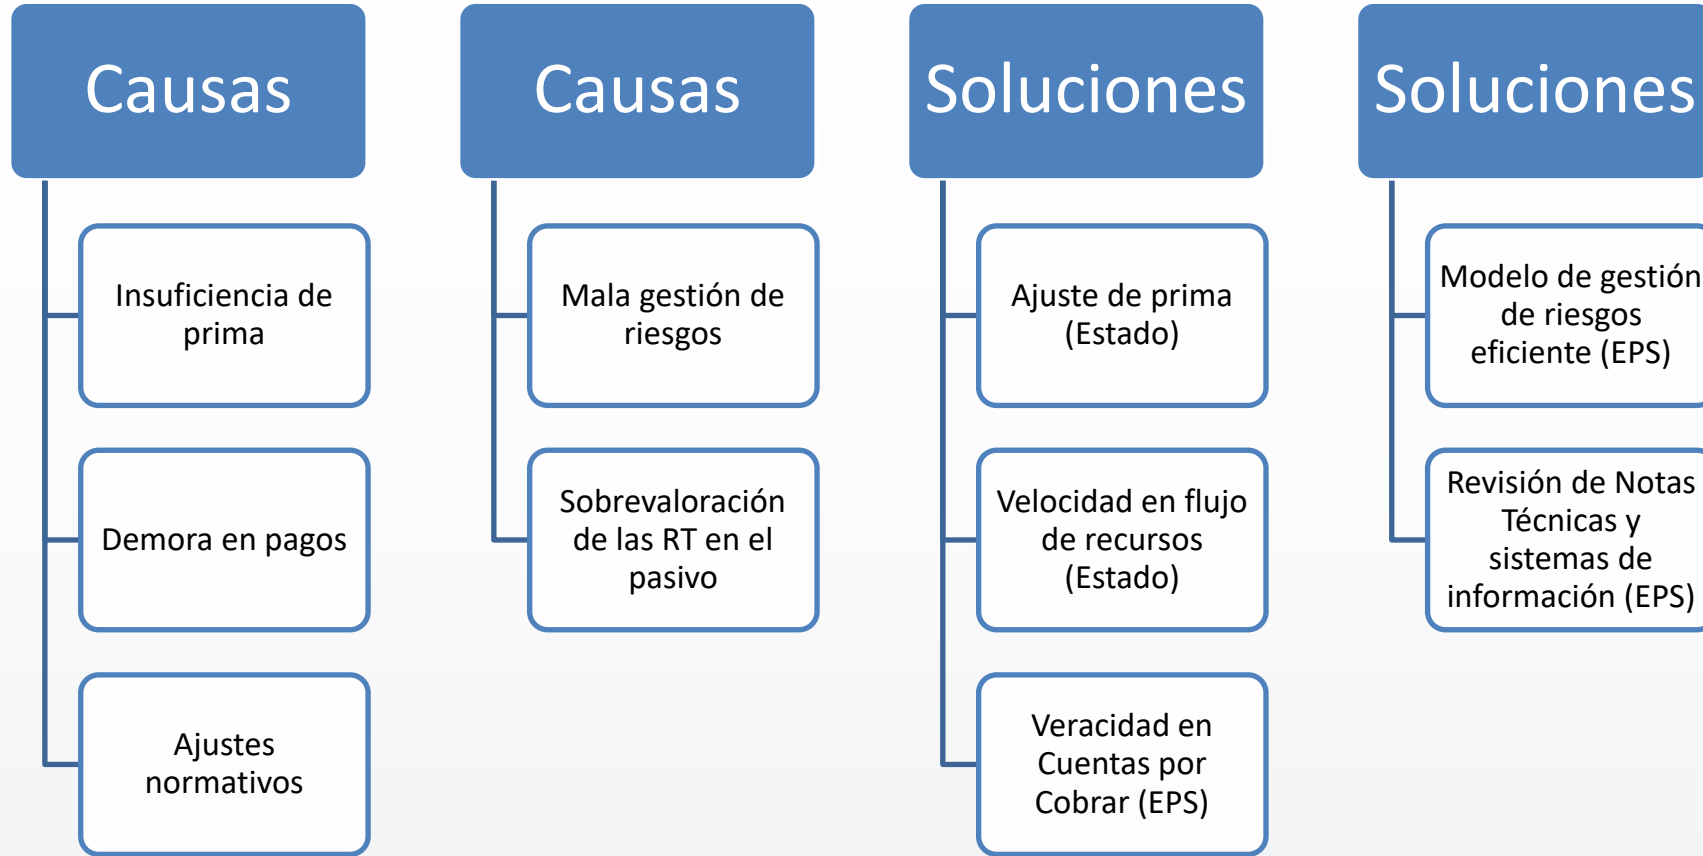 Causas
Insuficiencia de
prima
Demora en pagos
Ajustes
normativos
Causas
Mala gestión de
riesgos
Sobrevaloración
de las RT en el
pasivo
Soluciones
Ajuste de prima
(Estado)
Velocidad en flujo
de recursos
(Estado)
Veracidad en
Cuentas por
Cobrar (EPS)
Soluciones
Modelo de gestión
de riesgos
eficiente (EPS)
Revisión de Notas
Técnicas y
sistemas de
información (EPS)